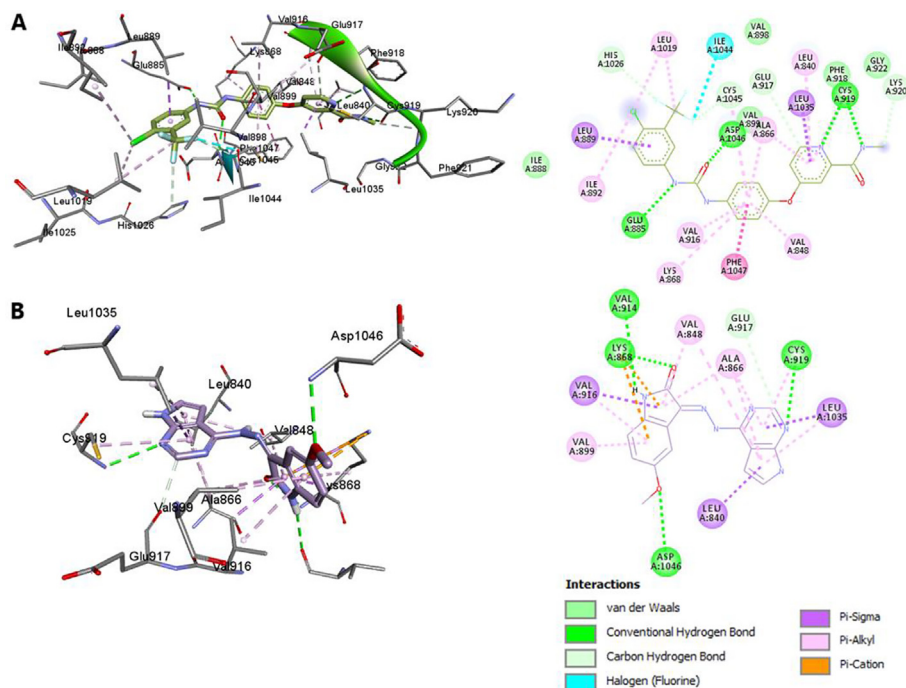 A
Val916
Glu917
Leu889
Lys868
Phe918
Glu885
Val848
Val899
Leu840
Cys919
Lys920
Val898
Phe1047
Cys1045
Phe921
Leu1019
Ile1044
Leu1035
Ile1025
His1026
ILE
A:888
HIS
A:1026
LEU
A:1019
ILE
A:1044
VAL
A:898
CYS
A:1045
GLU
A:917
LEU
A:840
PHE
A:918
GLY
A:922
LYS
A:920
LEU
A:1035
CYS
A:919
LEU
A:889
ASP
A:1046
ALA
A:866
ILE
A:892
GLU
A:885
VAL
A:916
VAL
A:848
LYS
A:868
PHE
A:1047
B
Leu1035
Asp1046
Leu840
Val848
Ala866
Val899
Glu917
Val916
VAL
A:914
LYS
A:868
VAL
A:848
GLU
A:917
CYS
A:919
ALA
A:866
VAL
A:916
LEU
A:1035
VAL
A:899
LEU
A:840
ASP
A:1046
H
N
N
N
N
O
Interactions
van der Waals
Conventional Hydrogen Bond
Carbon Hydrogen Bond
Halogen (Fluorine)
Pi-Sigma
Pi-Alkyl
Pi-Cation